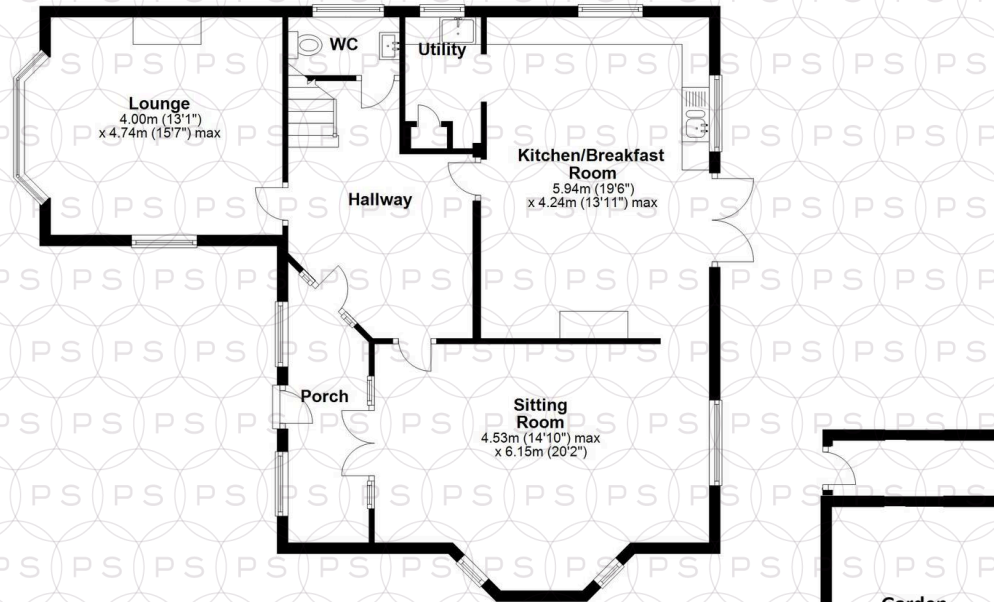 WC
Utility
Lounge
4.00m (13'1")
x 4.74m (15'7") max
Kitchen/Breakfast
Room
5.94m (19'6")
x 4.24m (13'11") max
Hallway
Porch
Sitting
Room
4.53m (14'10") max
x 6.15m (20'2")